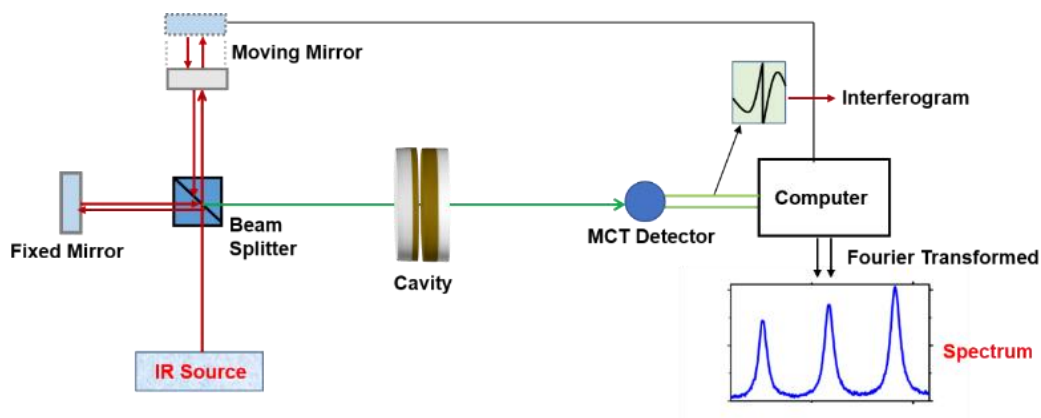 Moving Mirror
Interferogram
Computer
Fixed Mirror
Beam
Splitter
Cavity
MCT Detector
Fourier Transformed
IR Source
Spectrum